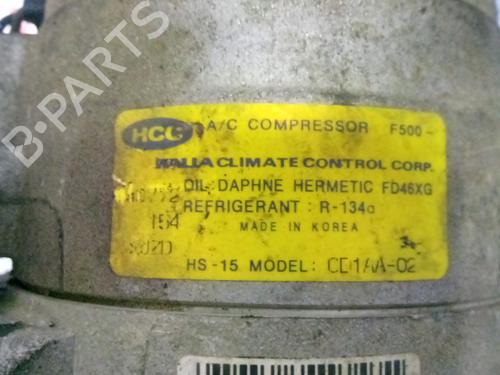 B-PARTS
HCC A/C COMPRESSOR F500-
HALLA CLIMATE CONTROL CORP.
OIL: DAPHNE HERMETIC FD46XG
REFRIGERANT : R-134a
154 MADE IN KOREA
HS-15 MODEL: CD1AA-02